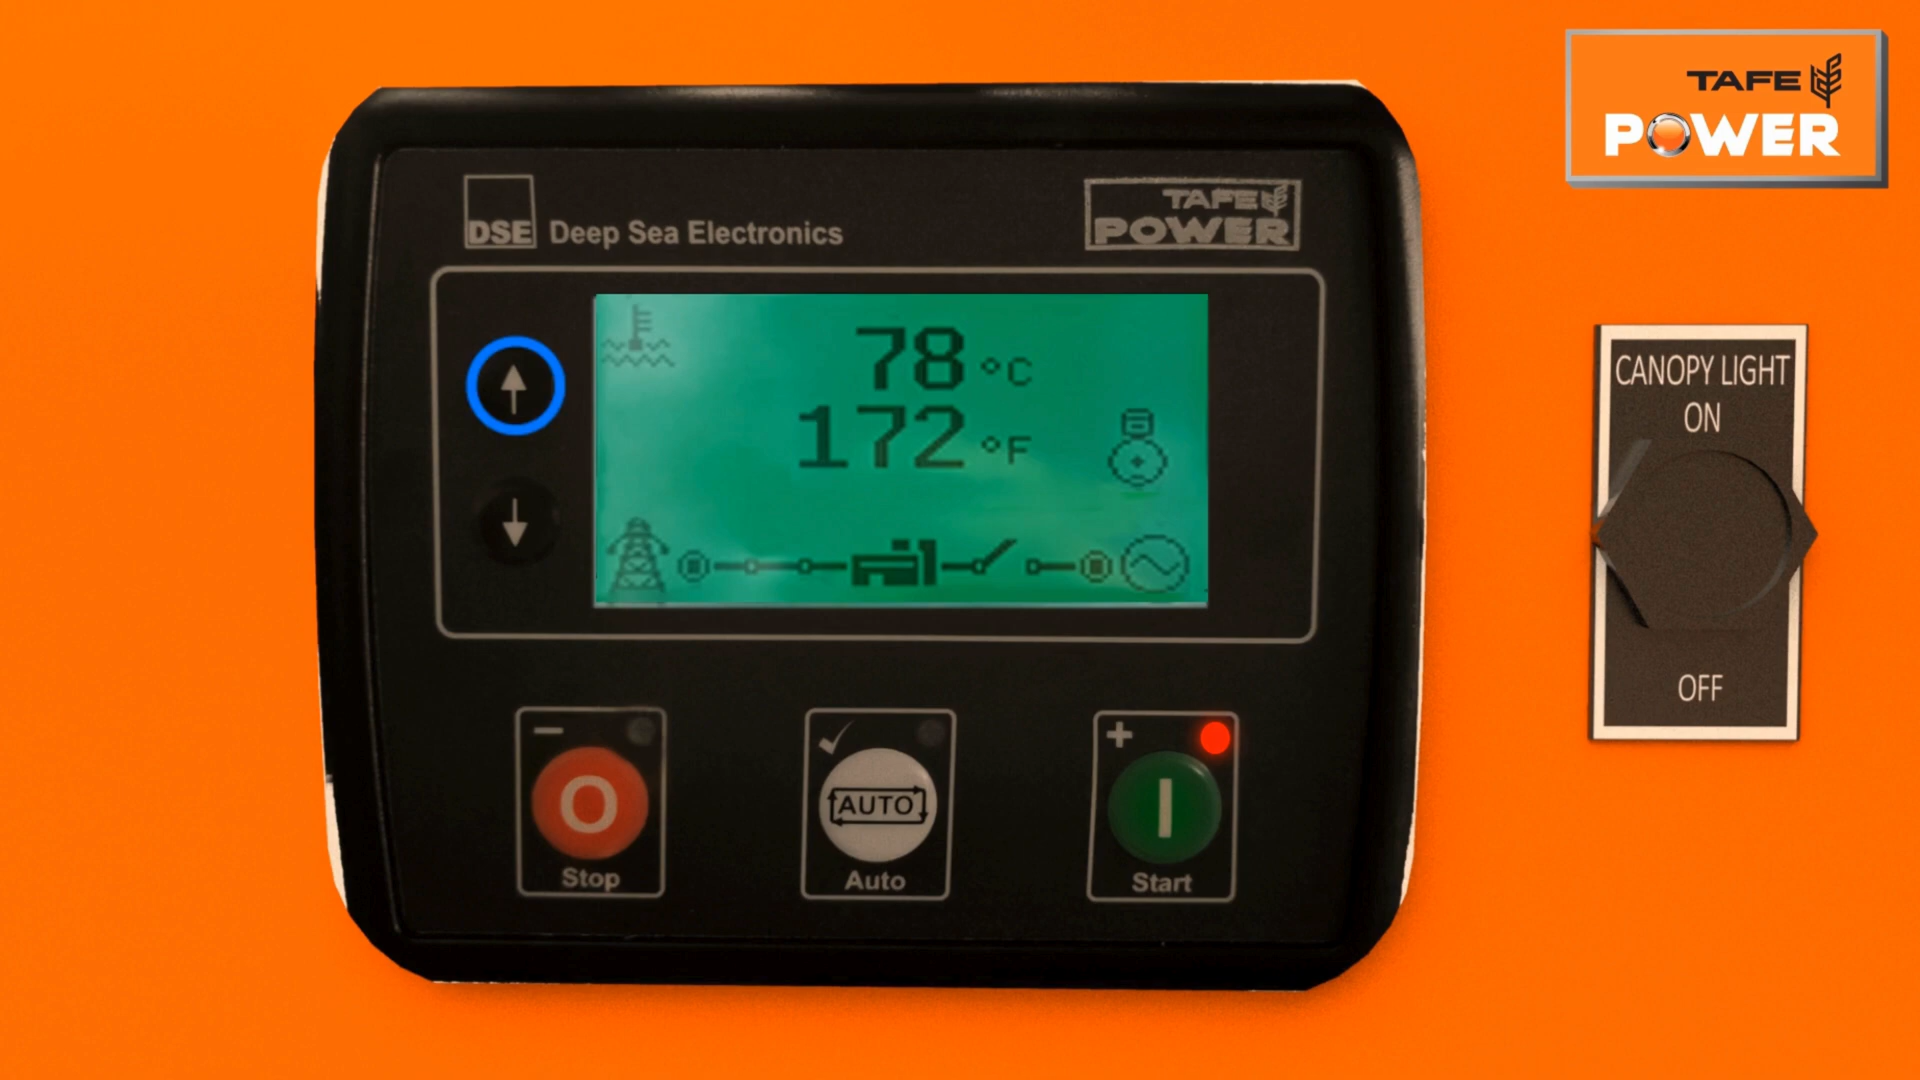 TAFE
POWER
DSE Deep Sea Electronics
TAFE
POWER
78 °C
172 °F
CANOPY LIGHT
ON
OFF
O
Stop
AUTO
Auto
I
Start